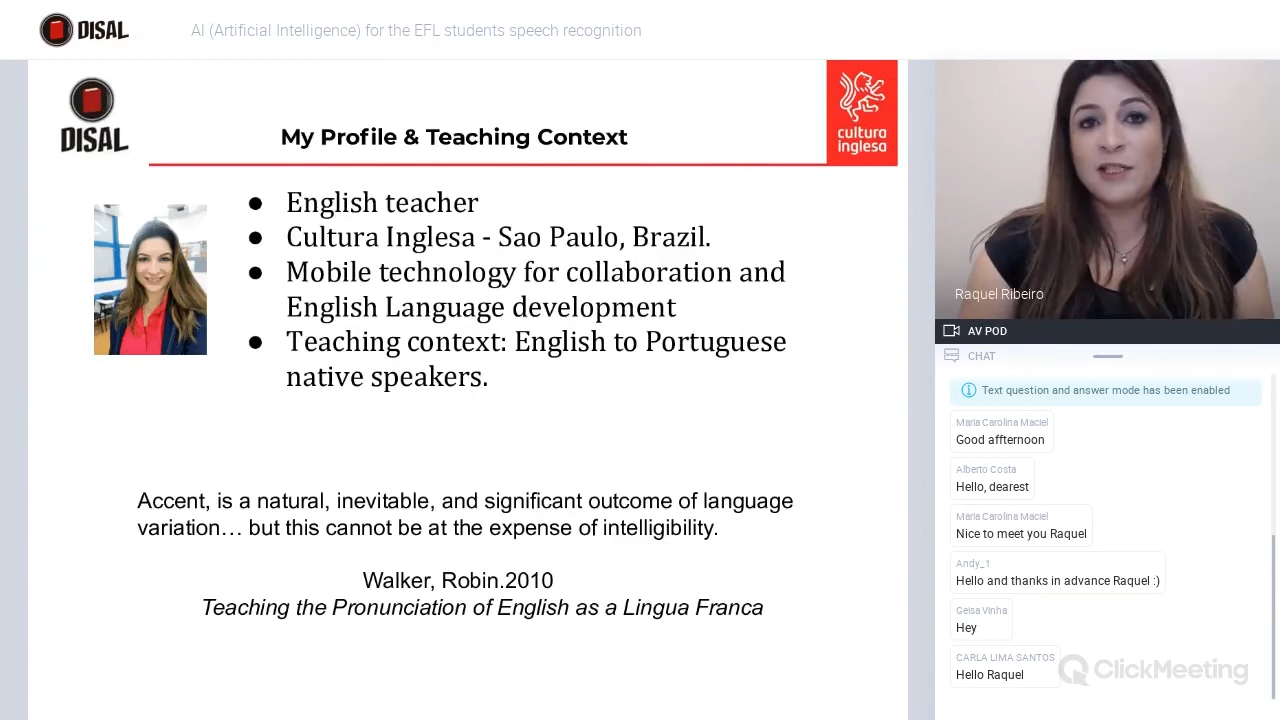 DISAL
AI (Artificial Intelligence) for the EFL students speech recognition
DISAL
My Profile & Teaching Context
cultura
inglesa
● English teacher
● Cultura Inglesa - Sao Paulo, Brazil.
● Mobile technology for collaboration and
English Language development
● Teaching context: English to Portuguese
native speakers.
Accent, is a natural, inevitable, and significant outcome of language
variation… but this cannot be at the expense of intelligibility.
Walker, Robin.2010
Teaching the Pronunciation of English as a Lingua Franca
Raquel Ribeiro
AV POD
CHAT
Text question and answer mode has been enabled
Maria Carolina Maciel
Good affternoon
Alberto Costa
Hello, dearest
Maria Carolina Maciel
Nice to meet you Raquel
Andy_1
Hello and thanks in advance Raquel :)
Geisa Vinha
Hey
CARLA LIMA SANTOS
Hello Raquel
ClickMeeting